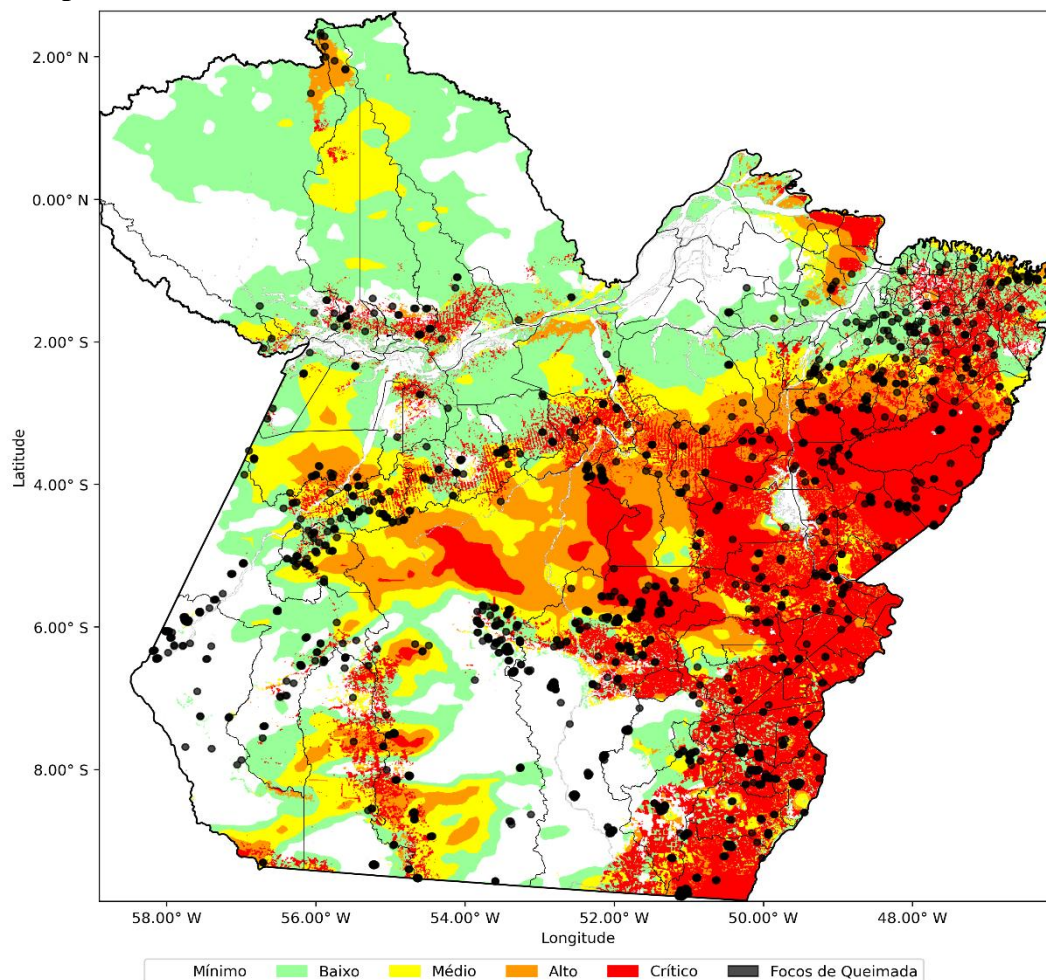 2.00° N
0.00° N
2.00° S
4.00° S
6.00° S
8.00° S
Latitude
58.00° W 56.00° W 54.00° W 52.00° W 50.00° W 48.00° W
Longitude
Mínimo Baixo Médio Alto Crítico Focos de Queimada